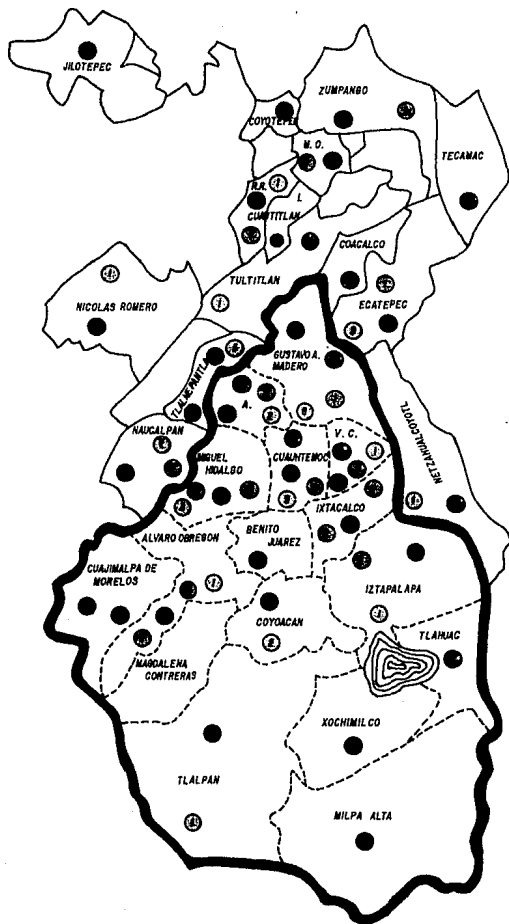 JILOTEPEC
ZUMPANGO
COYOTEPEC
M. O.
TECAMAC
R.R.
I.
CUAUTITLAN
COACALCO
TULTITLAN
ECATEPEC
NICOLAS ROMERO
GUSTAVO A.
MADERO
TLALNEPANTLA
A.
NAUCALPAN
NETZAHUALCOYOTL
MIGUEL
HIDALGO
CUAUHTEMOC
V. C.
IXTACALCO
ALVARO OBREGON
BENITO
JUAREZ
CUAJIMALPA DE
MORELOS
IZTAPALAPA
COYOACAN
TLAHUAC
MAGDALENA
CONTRERAS
XOCHIMILCO
TLALPAN
MILPA ALTA